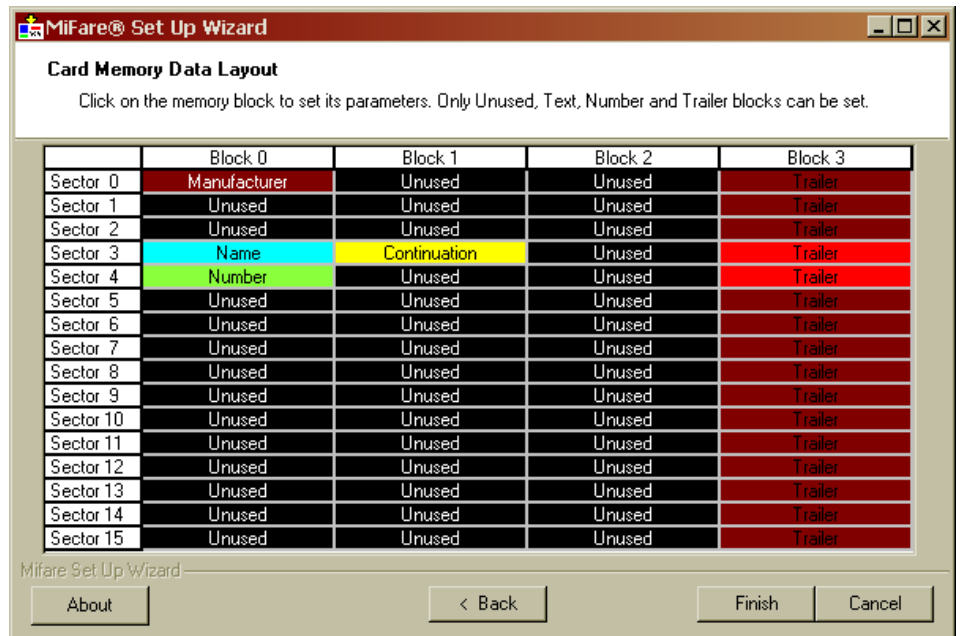 MiFare® Set Up Wizard
Card Memory Data Layout
Click on the memory block to set its parameters. Only Unused, Text, Number and Trailer blocks can be set.
Block 0 Block 1 Block 2 Block 3
Sector 0 Manufacturer Unused Unused Trailer
Sector 1 Unused Unused Unused Trailer
Sector 2 Unused Unused Unused Trailer
Sector 3 Name Continuation Unused Trailer
Sector 4 Number Unused Unused Trailer
Sector 5 Unused Unused Unused Trailer
Sector 6 Unused Unused Unused Trailer
Sector 7 Unused Unused Unused Trailer
Sector 8 Unused Unused Unused Trailer
Sector 9 Unused Unused Unused Trailer
Sector 10 Unused Unused Unused Trailer
Sector 11 Unused Unused Unused Trailer
Sector 12 Unused Unused Unused Trailer
Sector 13 Unused Unused Unused Trailer
Sector 14 Unused Unused Unused Trailer
Sector 15 Unused Unused Unused Trailer
Mifare Set Up Wizard
About < Back Finish Cancel